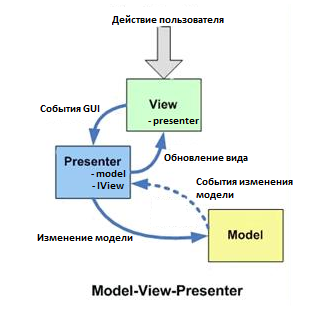 Действие пользователя
View
- presenter
События GUI
Presenter
- model
- IView
Обновление вида
События изменения
модели
Изменение модели
Model
Model-View-Presenter